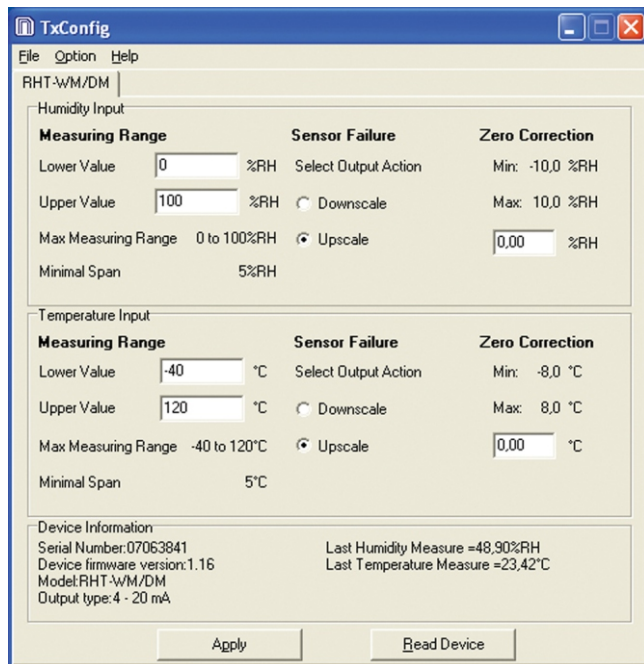 TxConfig
File Option Help
RHT-WM/DM
Humidity Input
Measuring Range Sensor Failure Zero Correction
Lower Value 0 %RH Select Output Action Min: -10,0 %RH
Upper Value 100 %RH Downscale Max: 10,0 %RH
Max Measuring Range 0 to 100%RH Upscale 0,00 %RH
Minimal Span 5%RH
Temperature Input
Measuring Range Sensor Failure Zero Correction
Lower Value -40 °C Select Output Action Min: -8,0 °C
Upper Value 120 °C Downscale Max: 8,0 °C
Max Measuring Range -40 to 120°C Upscale 0,00 °C
Minimal Span 5°C
Device Information
Serial Number:07063841 Last Humidity Measure =48,90%RH
Device firmware version:1.16 Last Temperature Measure =23,42°C
Model:RHT-WM/DM
Output type:4 - 20 mA
Apply Read Device